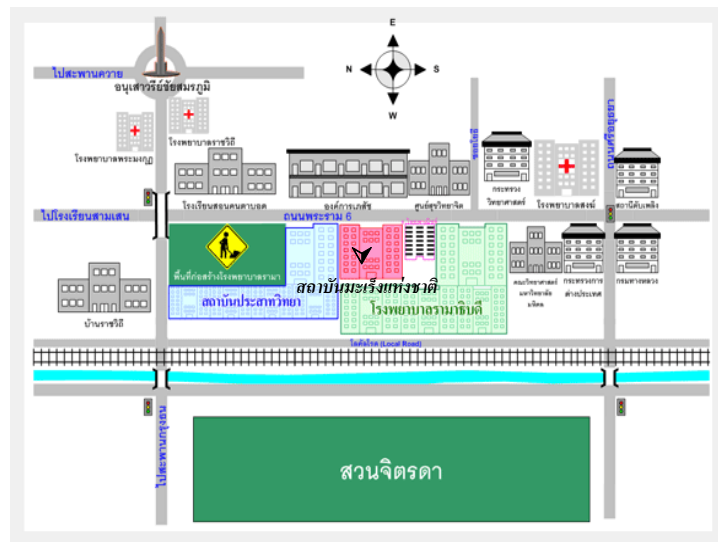 E
N
S
W
ไปสะพานควาย
อนุเสาวรีย์ชัยสมรภูมิ
โรงพยาบาลราชวิถี
โรงพยาบาลพระมงกุฎ
โรงเรียนสอนคนตาบอด
องค์การเภสัช
ศูนย์สุขวิทยาจิต
ซอยโยธี
กระทรวง
วิทยาศาสตร์
โรงพยาบาลสงฆ์
ถนนศรีอยุธยา
สถานีดับเพลิง
ไปโรงเรียนสามเสน
ถนนพระราม 6
พื้นที่ก่อสร้างโรงพยาบาลรามา
สถาบันประสาทวิทยา
สถาบันมะเร็งแห่งชาติ
โรงพยาบาลรามาธิบดี
คณะวิทยาศาสตร์
มหาวิทยาลัย
มหิดล
กระทรวงการ
ต่างประเทศ
กรมทางหลวง
บ้านราชวิถี
โลคัลโรด (Local Road)
ไปสะพานกรุงธน
สวนจิตรดา